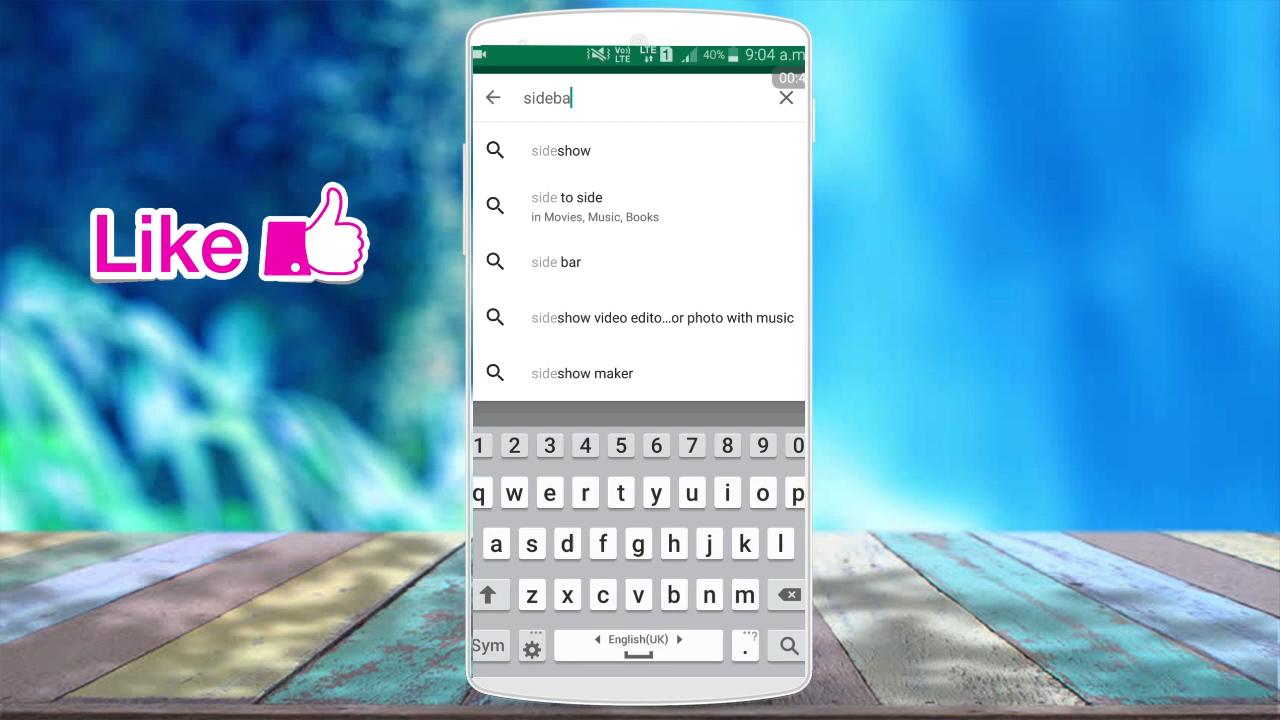 Like
Vo)) LTE LTE 1 40% 9:04 a.m
00:4
sideba
sideshow
side to side
in Movies, Music, Books
side bar
sideshow video edito...or photo with music
sideshow maker
1 2 3 4 5 6 7 8 9 0
q w e r t y u i o p
a s d f g h j k l
z x c v b n m
Sym English(UK) . ...?